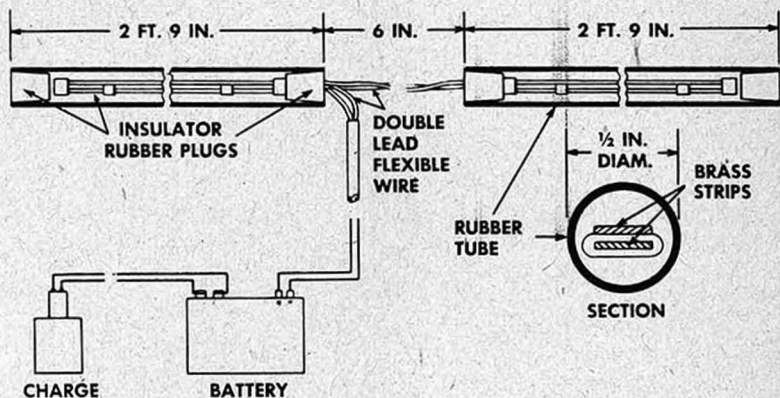 2 FT. 9 IN.
6 IN.
2 FT. 9 IN.
INSULATOR
RUBBER PLUGS
DOUBLE
LEAD
FLEXIBLE
WIRE
½ IN.
DIAM.
BRASS
STRIPS
RUBBER
TUBE
SECTION
CHARGE
BATTERY